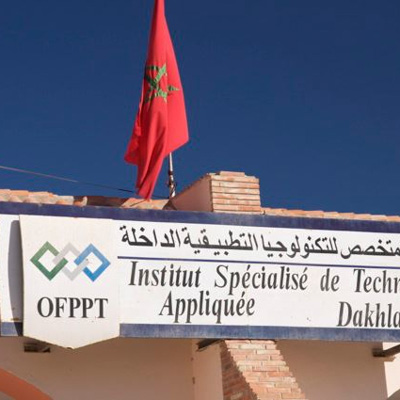 متخصص للتكنولوجيا التطبيقية الداخلة
Institut Spécialisé de Techn
Appliquée Dakhla
OFPPT